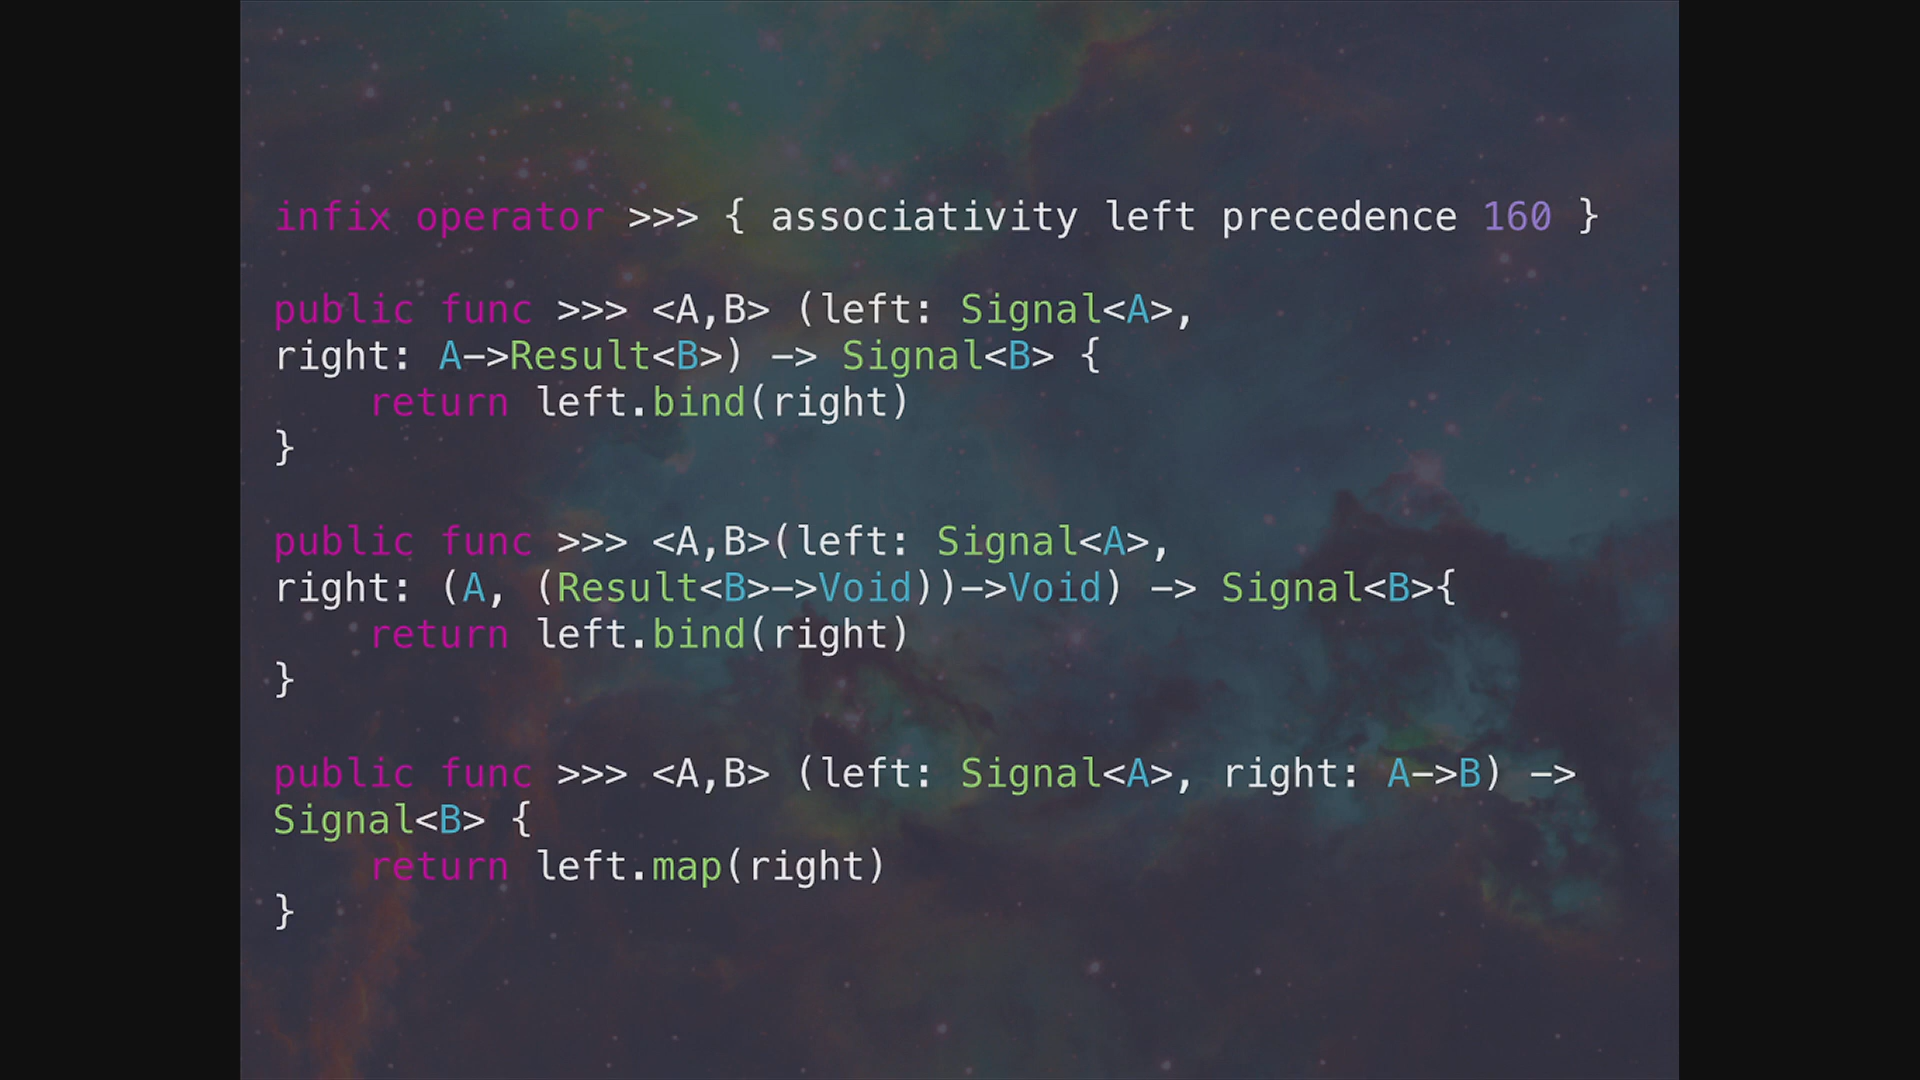 infix operator >>> { associativity left precedence 160 }
public func >>> <A,B> (left: Signal<A>,
right: A->Result<B>) -> Signal<B> {
    return left.bind(right)
}
public func >>> <A,B>(left: Signal<A>,
right: (A, (Result<B>->Void))->Void) -> Signal<B>{
    return left.bind(right)
}
public func >>> <A,B> (left: Signal<A>, right: A->B) ->
Signal<B> {
    return left.map(right)
}